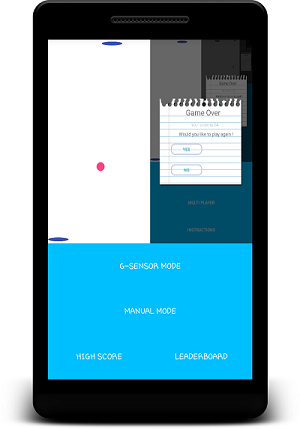 Game Over
Would you like to play again?
YES
NO
MULTI PLAYER
INSTRUCTIONS
G-SENSOR MODE
MANUAL MODE
HIGH SCORE
LEADERBOARD